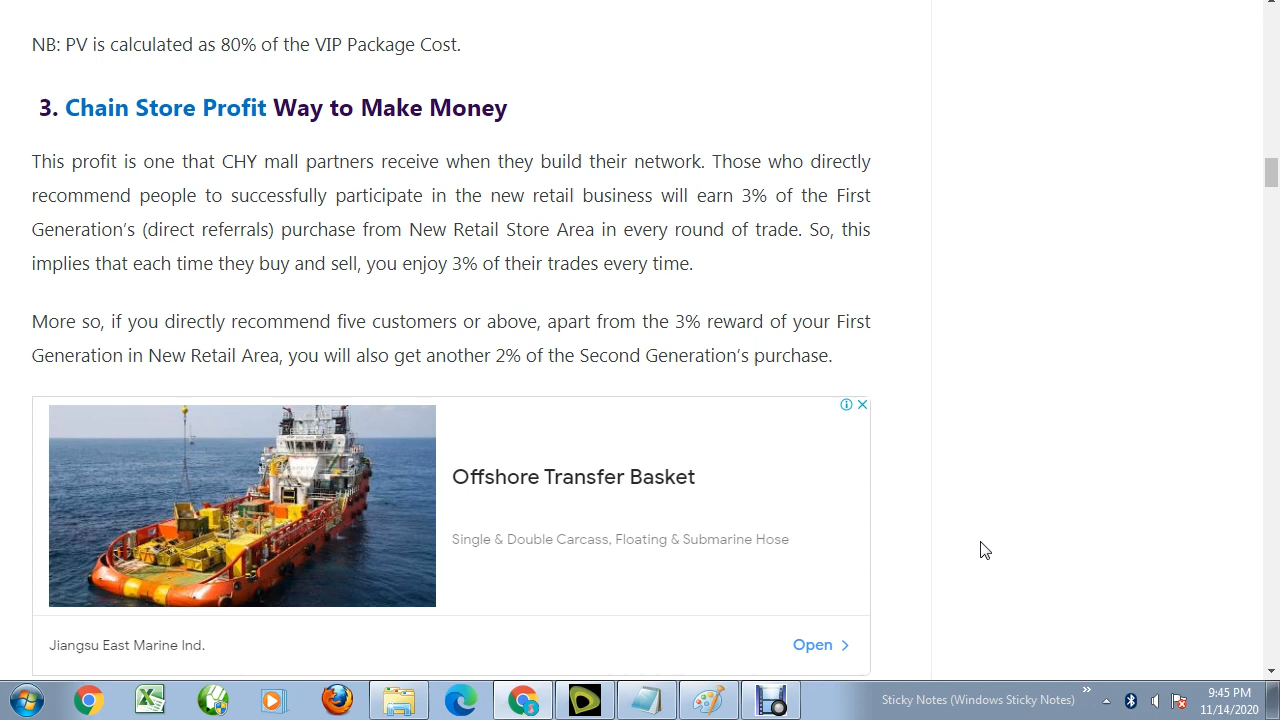 NB: PV is calculated as 80% of the VIP Package Cost.
3. Chain Store Profit Way to Make Money
This profit is one that CHY mall partners receive when they build their network. Those who directly
recommend people to successfully participate in the new retail business will earn 3% of the First
Generation's (direct referrals) purchase from New Retail Store Area in every round of trade. So, this
implies that each time they buy and sell, you enjoy 3% of their trades every time.
More so, if you directly recommend five customers or above, apart from the 3% reward of your First
Generation in New Retail Area, you will also get another 2% of the Second Generation's purchase.
Offshore Transfer Basket
Single & Double Carcass, Floating & Submarine Hose
Jiangsu East Marine Ind.
Open
Sticky Notes (Windows Sticky Notes)
9:45 PM
11/14/2020